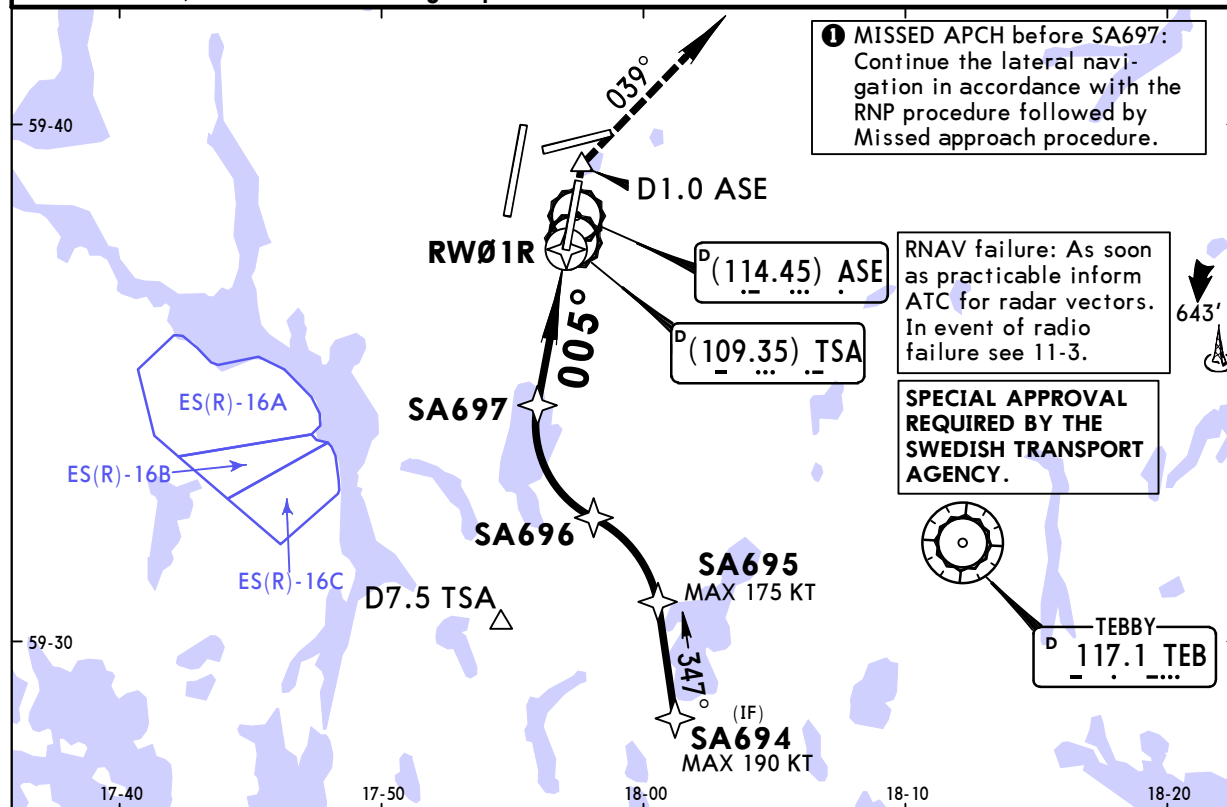 ❶ MISSED APCH before SA697:
Continue the lateral navi-
gation in accordance with the
RNP procedure followed by
Missed approach procedure.
039°
59-40
D1.0 ASE
RWØ1R
D (114.45) ASE
D (109.35) TSA
RNAV failure: As soon
as practicable inform
ATC for radar vectors.
In event of radio
failure see 11-3.
643'
005°
SPECIAL APPROVAL
REQUIRED BY THE
SWEDISH TRANSPORT
AGENCY.
ES(R)-16A
SA697
ES(R)-16B
SA696
ES(R)-16C
SA695
MAX 175 KT
D7.5 TSA
59-30
TEBBY
D 117.1 TEB
347°
(IF)
SA694
MAX 190 KT
17-40
17-50
18-00
18-10
18-20